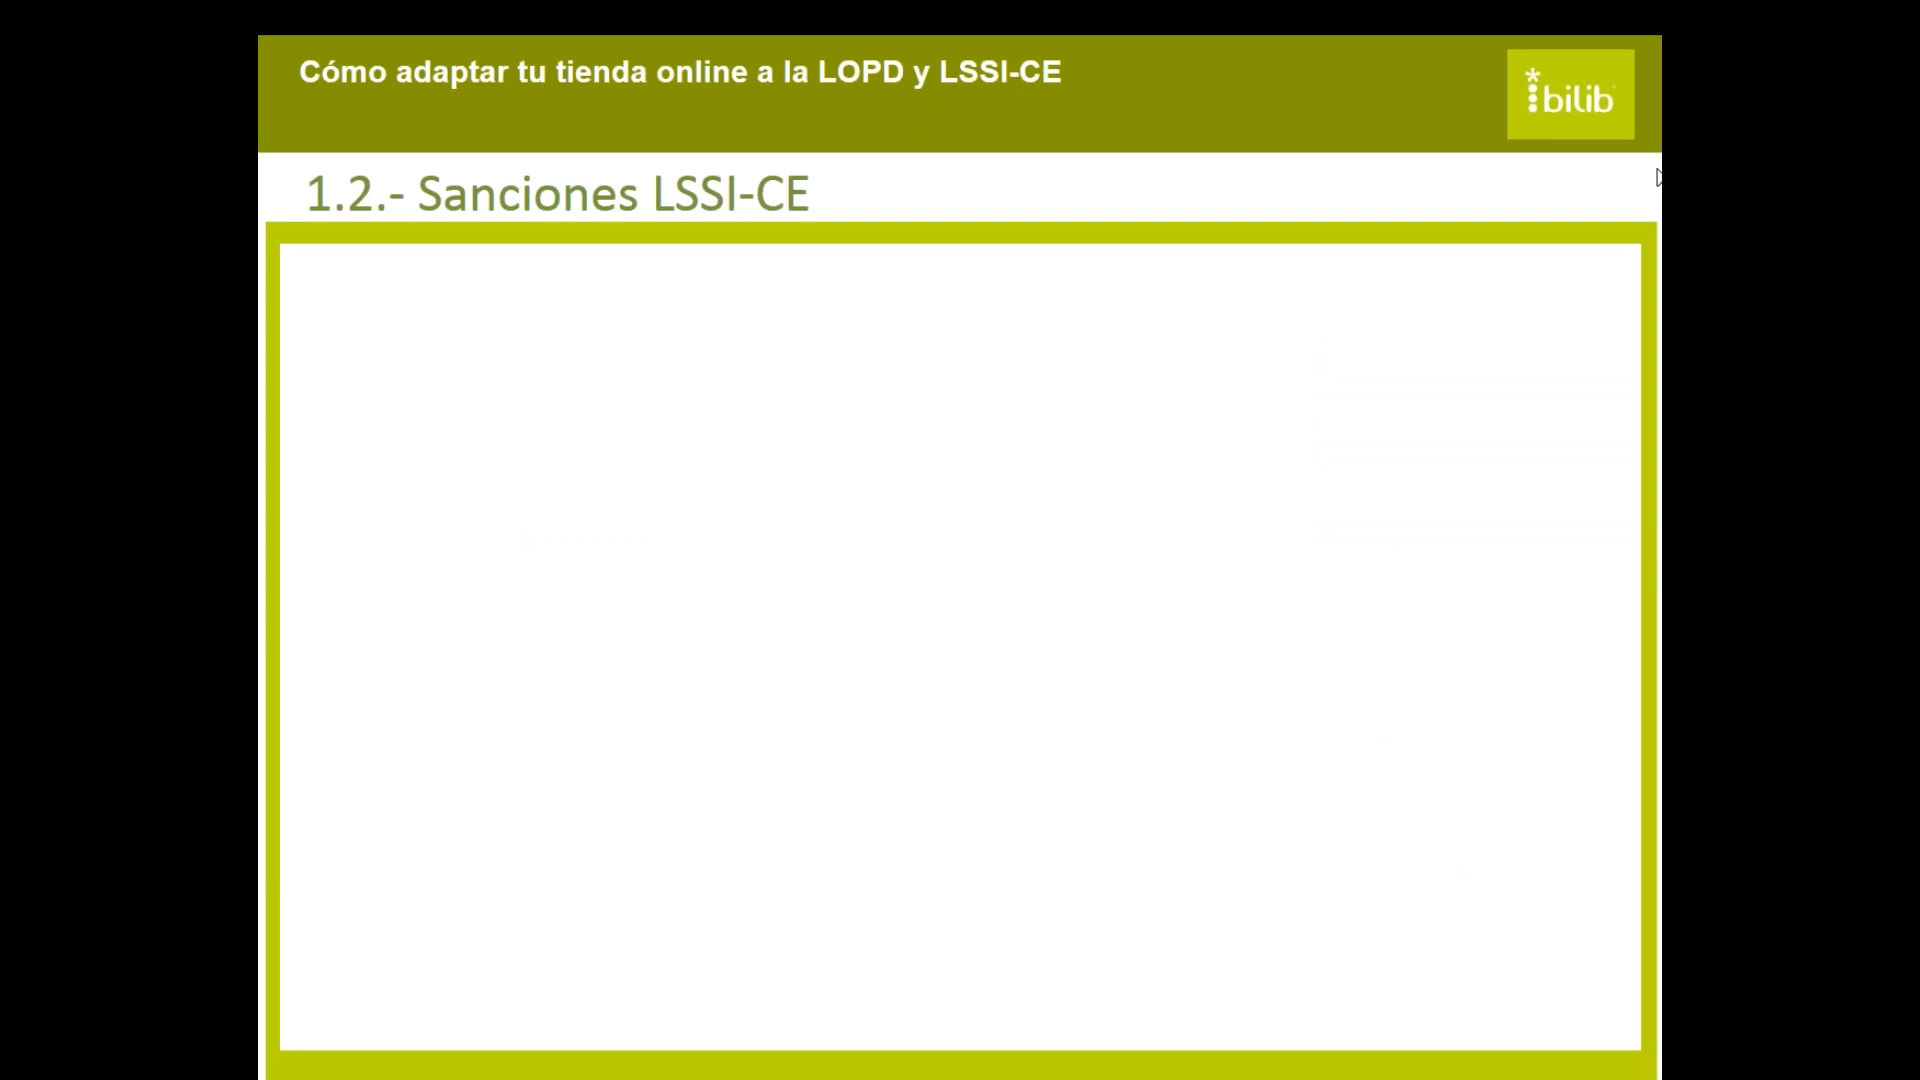 Cómo adaptar tu tienda online a la LOPD y LSSI-CE
bilib
1.2.- Sanciones LSSI-CE